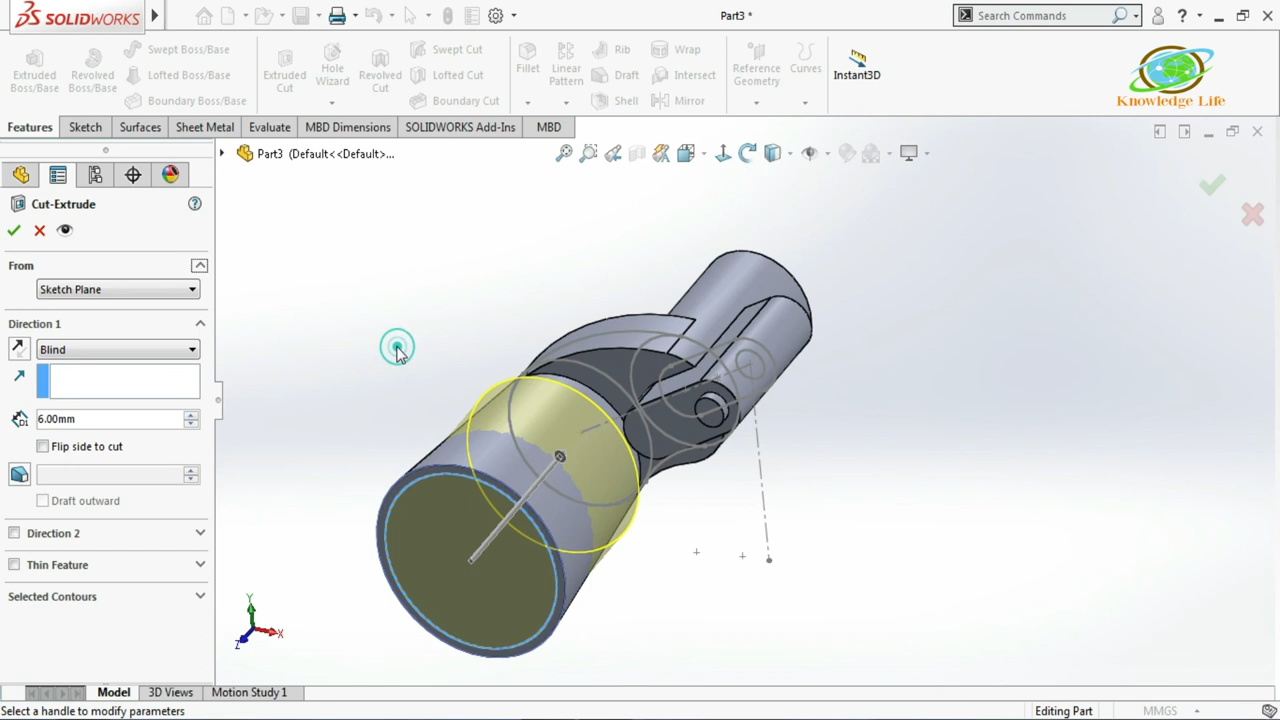 SOLIDWORKS
Part3 *
Search Commands
?
Extruded Boss/Base
Revolved Boss/Base
Swept Boss/Base
Lofted Boss/Base
Boundary Boss/Base
Extruded Cut
Hole Wizard
Revolved Cut
Swept Cut
Lofted Cut
Boundary Cut
Fillet
Linear Pattern
Rib
Draft
Shell
Wrap
Intersect
Mirror
Reference Geometry
Curves
Instant3D
Knowledge Life
Features
Sketch
Surfaces
Sheet Metal
Evaluate
MBD Dimensions
SOLIDWORKS Add-Ins
MBD
Part3 (Default<<Default>...
Cut-Extrude
?
From
Sketch Plane
Direction 1
Blind
D1
6.00mm
Flip side to cut
Draft outward
Direction 2
Thin Feature
Selected Contours
Y
X
Z
Model
3D Views
Motion Study 1
Select a handle to modify parameters
Editing Part
MMGS